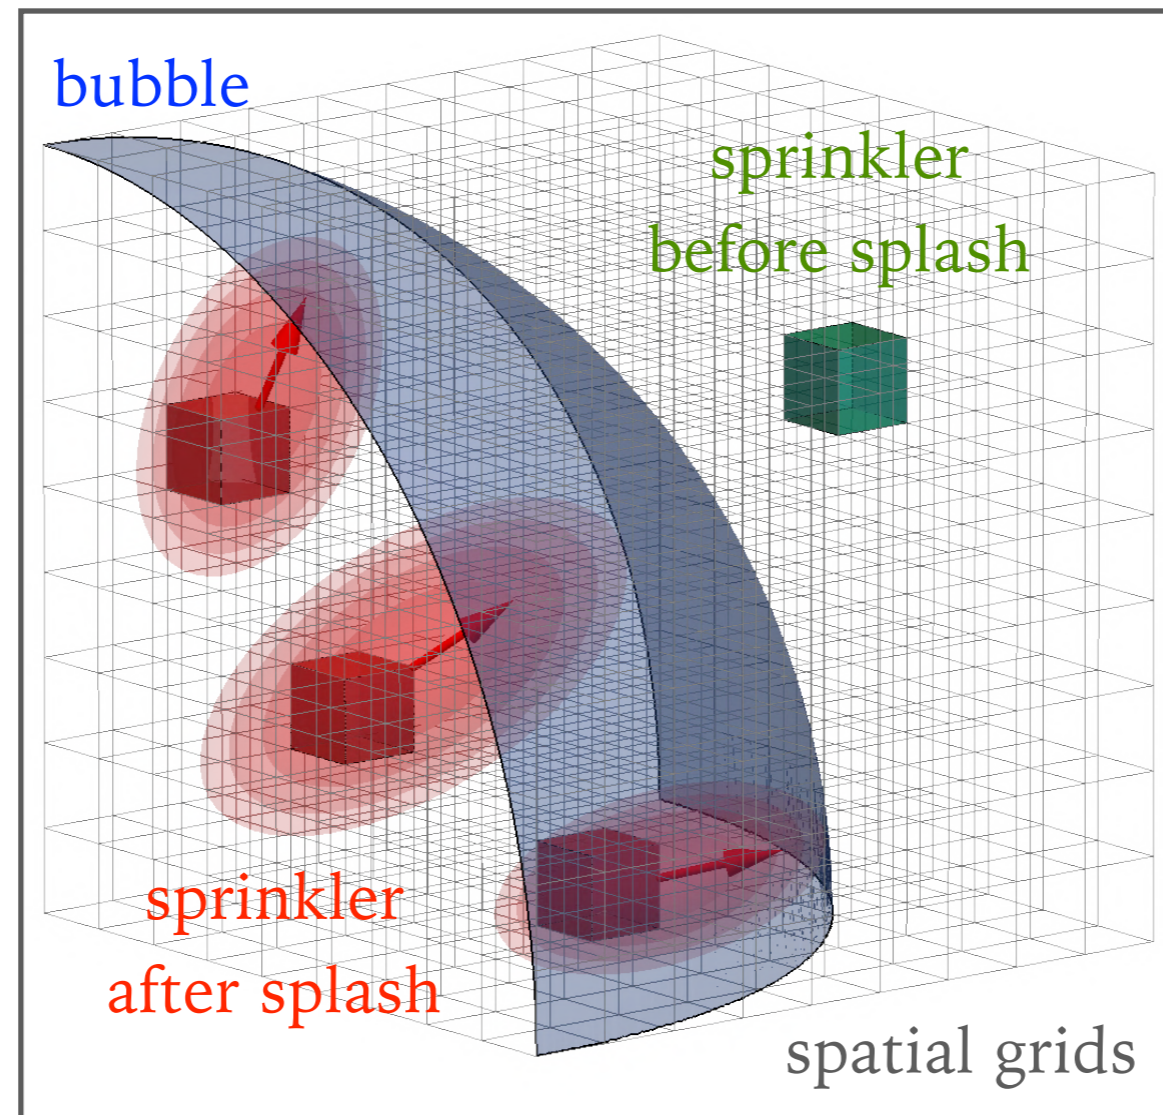 bubble
sprinkler
before splash
sprinkler
after splash
spatial grids